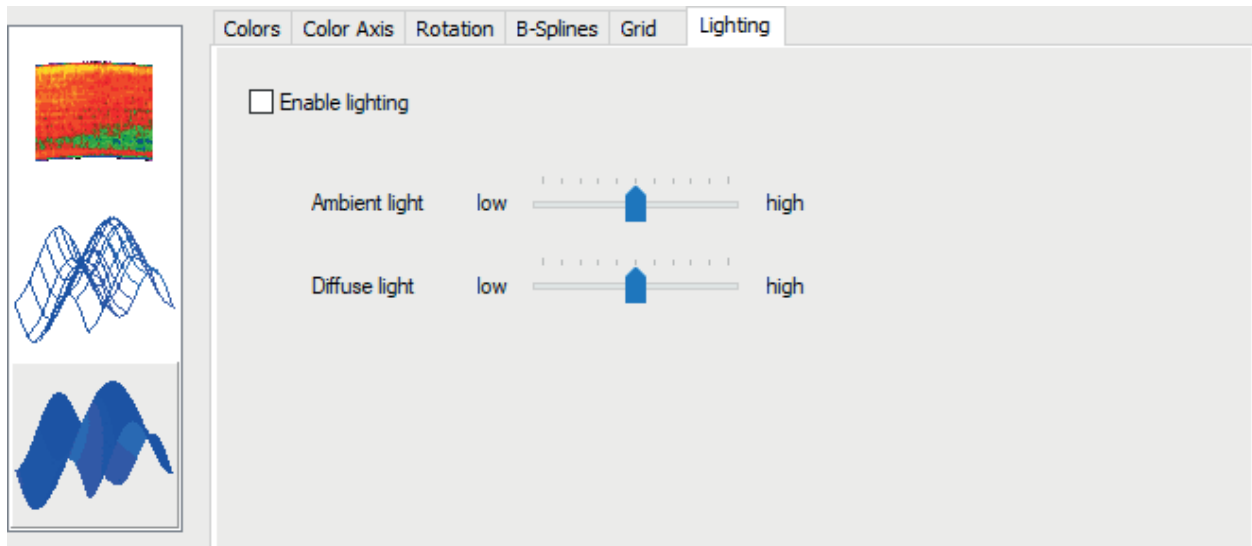 Colors Color Axis Rotation B-Splines Grid Lighting
Enable lighting
Ambient light low high
Diffuse light low high